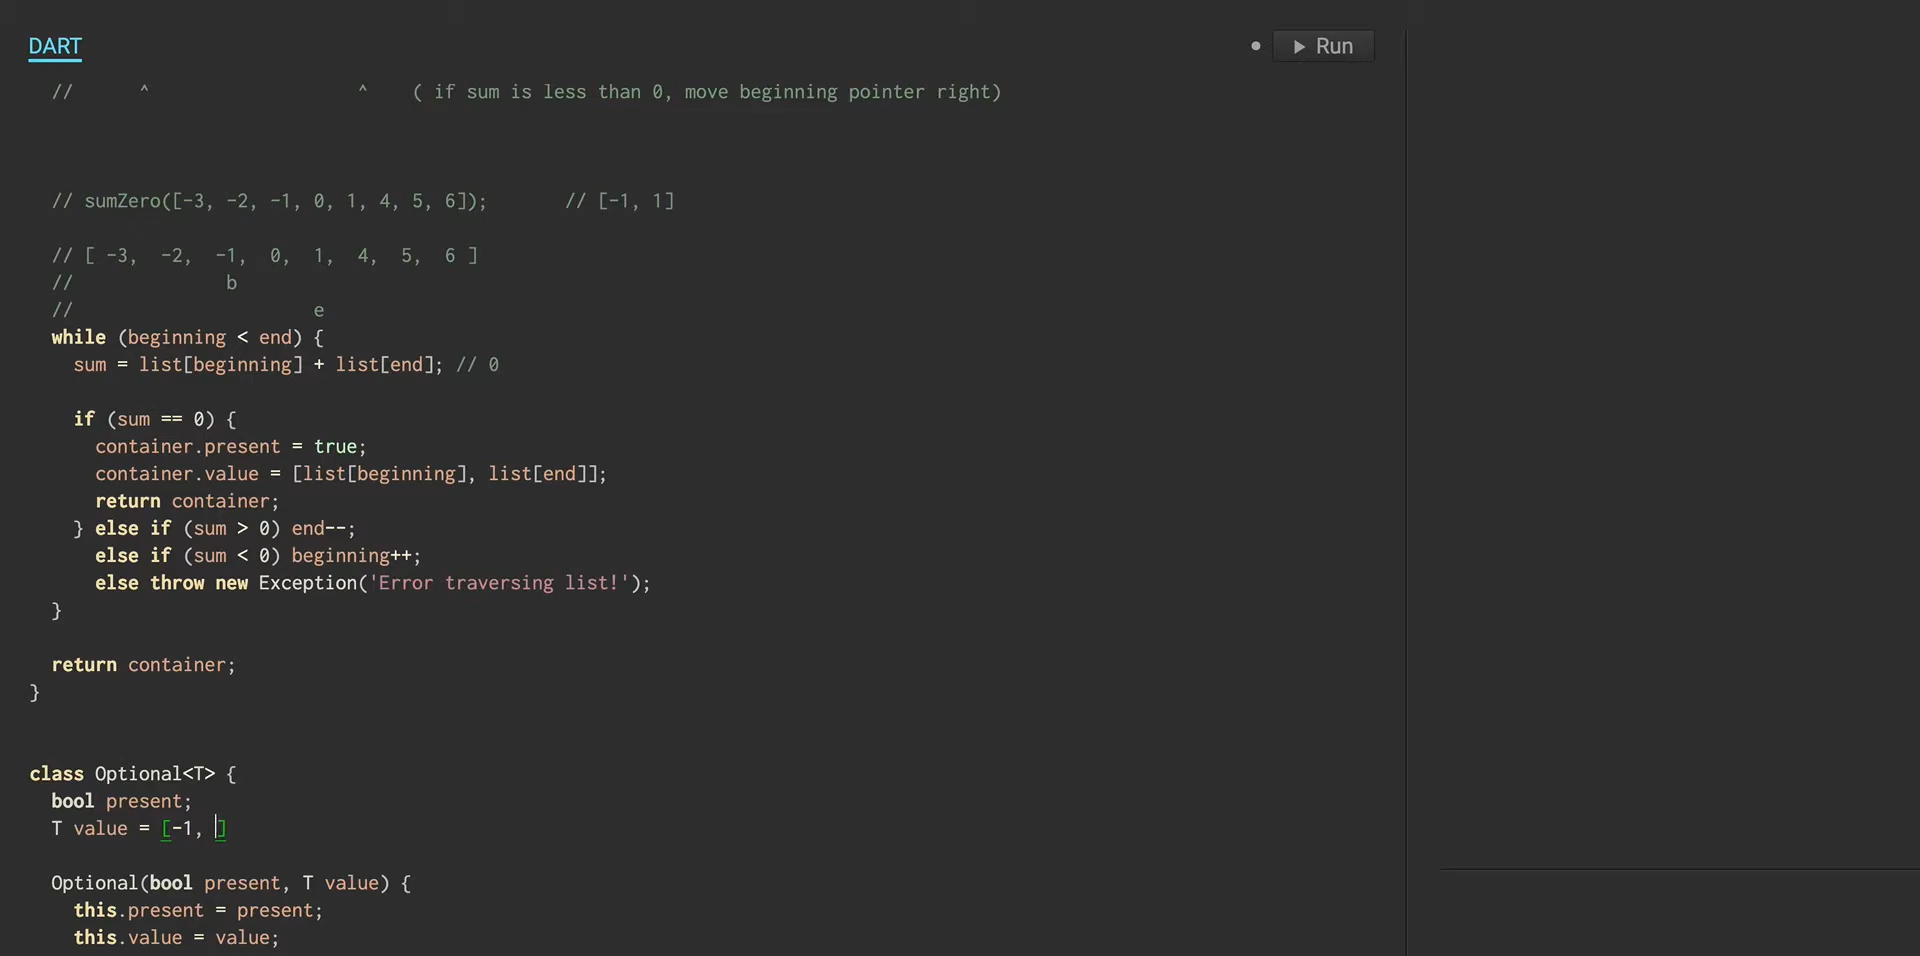 DART
Run
//      ^                   ^    ( if sum is less than 0, move beginning pointer right)
// sumZero([-3, -2, -1, 0, 1, 4, 5, 6]);       // [-1, 1]
// [ -3,  -2,  -1,  0,  1,  4,  5,  6 ]
//              b
//                      e
while (beginning < end) {
sum = list[beginning] + list[end]; // 0
if (sum == 0) {
container.present = true;
container.value = [list[beginning], list[end]];
return container;
} else if (sum > 0) end--;
else if (sum < 0) beginning++;
else throw new Exception('Error traversing list!');
}
return container;
}
class Optional<T> {
bool present;
T value = [-1, ]
Optional(bool present, T value) {
this.present = present;
this.value = value;